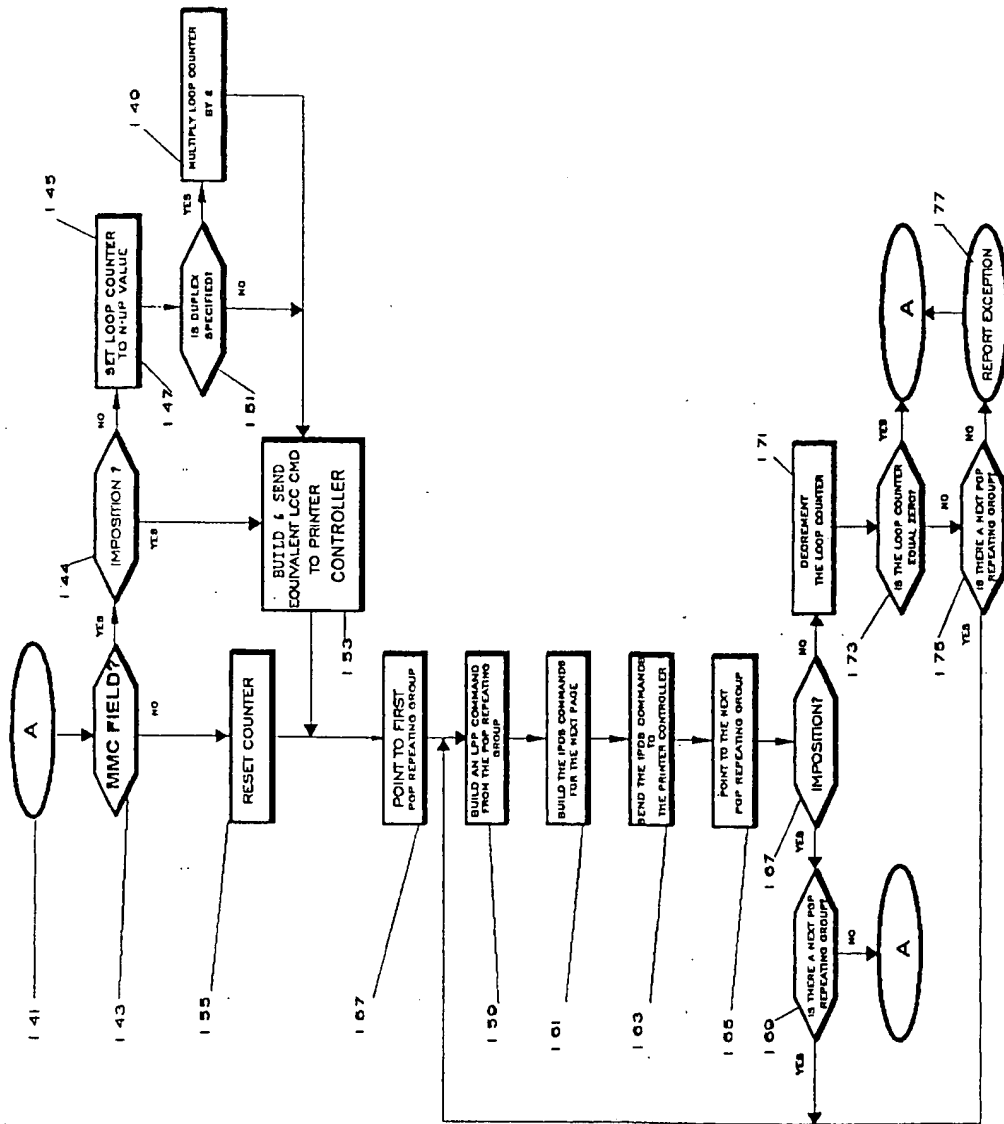 141
A
143
MMC FIELD?
YES
NO
144
IMPOSITION ?
NO
YES
145
SET LOOP COUNTER
TO N-UP VALUE
147
IS DUPLEX
SPECIFIED?
YES
NO
151
149
MULTIPLY LOOP COUNTER
BY 2
BUILD & SEND
EQUIVALENT LCC CMD
TO PRINTER
CONTROLLER
153
155
RESET COUNTER
157
POINT TO FIRST
PGP REPEATING GROUP
159
BUILD AN LPP COMMAND
FROM THE PGP REPEATING
GROUP
161
BUILD THE IPDS COMMANDS
FOR THE NEXT PAGE
163
SEND THE IPDS COMMANDS
TO
THE PRINTER CONTROLLER
165
POINT TO THE NEXT
PGP REPEATING GROUP
167
IMPOSITION?
YES
NO
169
IS THERE A NEXT PGP
REPEATING GROUP?
YES
NO
A
171
DECREMENT
THE LOOP COUNTER
173
IS THE LOOP COUNTER
EQUAL ZERO?
YES
NO
A
175
IS THERE A NEXT PGP
REPEATING GROUP?
YES
NO
177
REPORT EXCEPTION